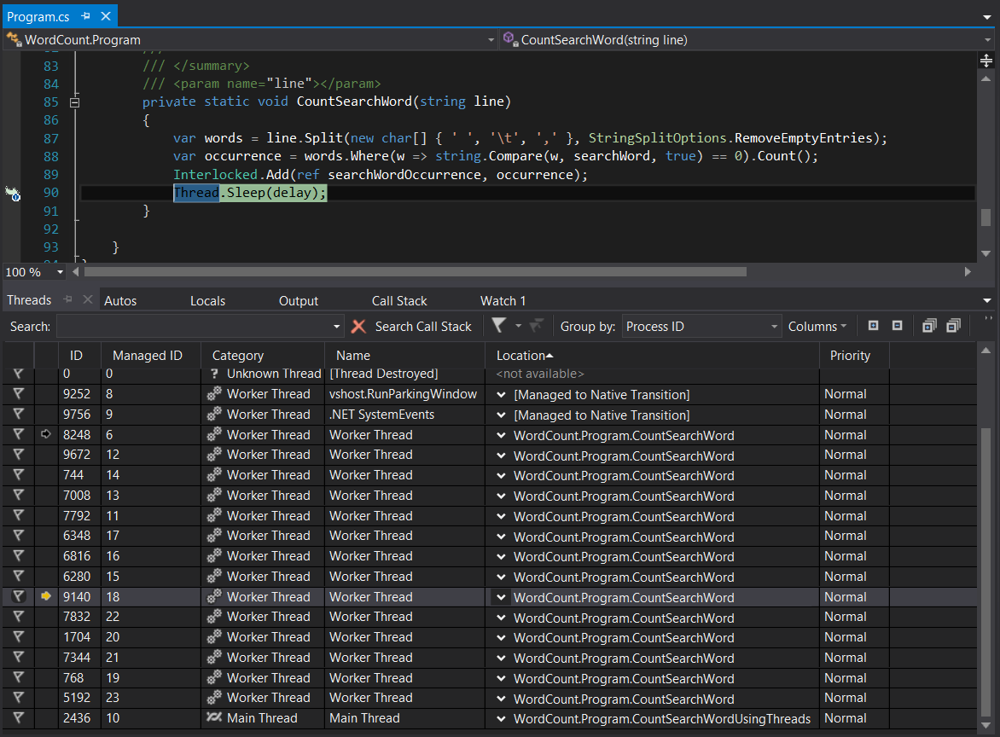 Program.cs
WordCount.Program CountSearchWord(string line)
83 /// </summary>
84 /// <param name="line"></param>
85 private static void CountSearchWord(string line)
86 {
87 var words = line.Split(new char[] { ' ', '\t', ',' }, StringSplitOptions.RemoveEmptyEntries);
88 var occurrence = words.Where(w => string.Compare(w, searchWord, true) == 0).Count();
89 Interlocked.Add(ref searchWordOccurrence, occurrence);
90 Thread.Sleep(delay);
91 }
92
93 }
100 %
Threads Autos Locals Output Call Stack Watch 1
Search: Search Call Stack Group by: Process ID Columns
ID Managed ID Category Name Location Priority
0 0 ? Unknown Thread [Thread Destroyed] <not available>
9252 8 Worker Thread vshost.RunParkingWindow [Managed to Native Transition] Normal
9756 9 Worker Thread .NET SystemEvents [Managed to Native Transition] Normal
8248 6 Worker Thread Worker Thread WordCount.Program.CountSearchWord Normal
9672 12 Worker Thread Worker Thread WordCount.Program.CountSearchWord Normal
744 14 Worker Thread Worker Thread WordCount.Program.CountSearchWord Normal
7008 13 Worker Thread Worker Thread WordCount.Program.CountSearchWord Normal
7792 11 Worker Thread Worker Thread WordCount.Program.CountSearchWord Normal
6348 17 Worker Thread Worker Thread WordCount.Program.CountSearchWord Normal
6816 16 Worker Thread Worker Thread WordCount.Program.CountSearchWord Normal
6280 15 Worker Thread Worker Thread WordCount.Program.CountSearchWord Normal
9140 18 Worker Thread Worker Thread WordCount.Program.CountSearchWord Normal
7832 22 Worker Thread Worker Thread WordCount.Program.CountSearchWord Normal
1704 20 Worker Thread Worker Thread WordCount.Program.CountSearchWord Normal
7344 21 Worker Thread Worker Thread WordCount.Program.CountSearchWord Normal
768 19 Worker Thread Worker Thread WordCount.Program.CountSearchWord Normal
5192 23 Worker Thread Worker Thread WordCount.Program.CountSearchWord Normal
2436 10 Main Thread Main Thread WordCount.Program.CountSearchWordUsingThreads Normal